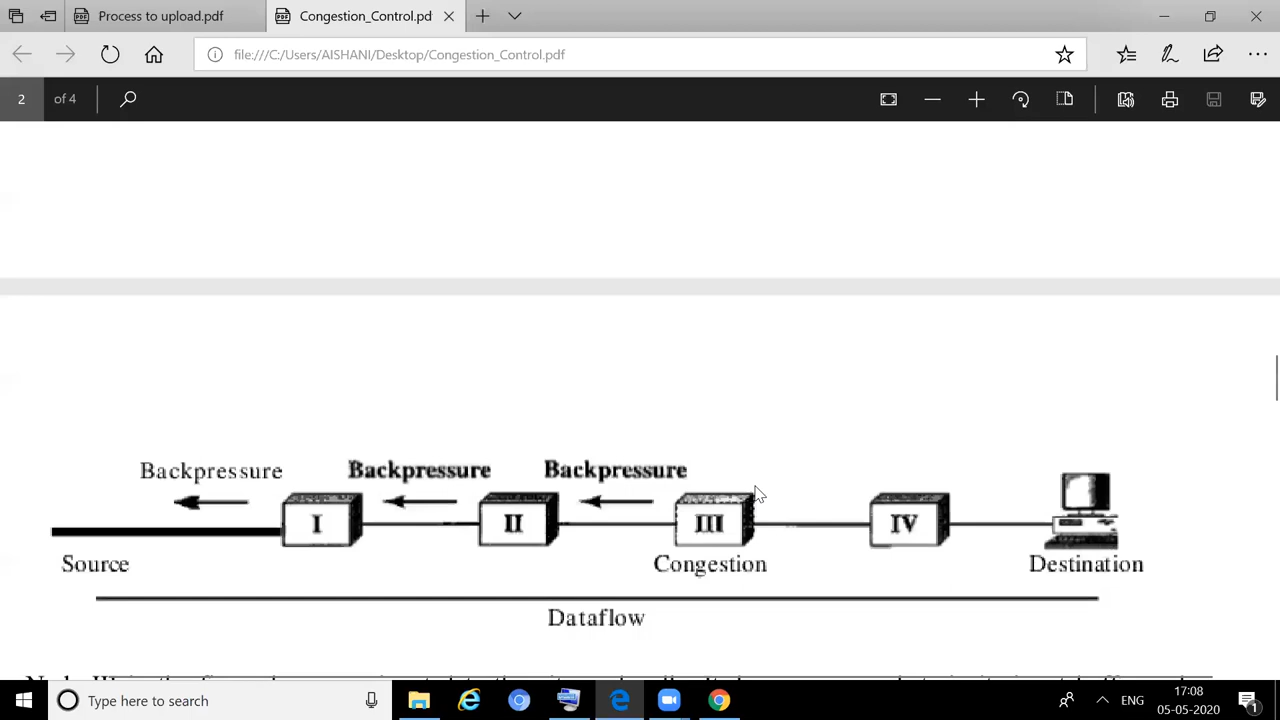 Process to upload.pdf
Congestion_Control.pd
file:///C:/Users/AISHANI/Desktop/Congestion_Control.pdf
2 of 4
Backpressure Backpressure Backpressure
I II III IV
Source Congestion Destination
Dataflow
Type here to search
ENG
17:08
05-05-2020
1